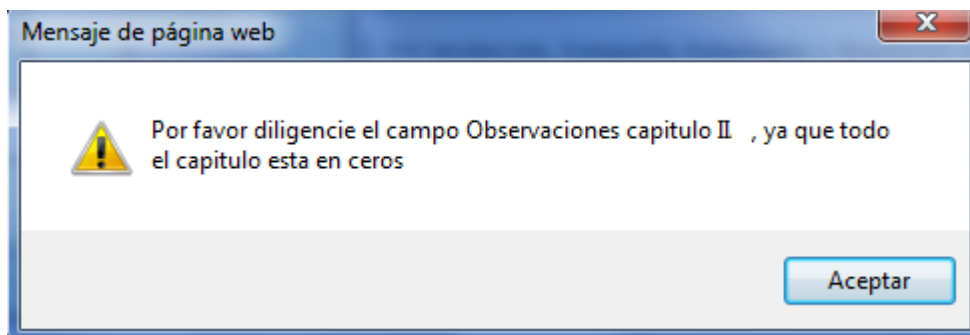 Mensaje de página web
Por favor diligencie el campo Observaciones capitulo II , ya que todo
el capitulo esta en ceros
Aceptar